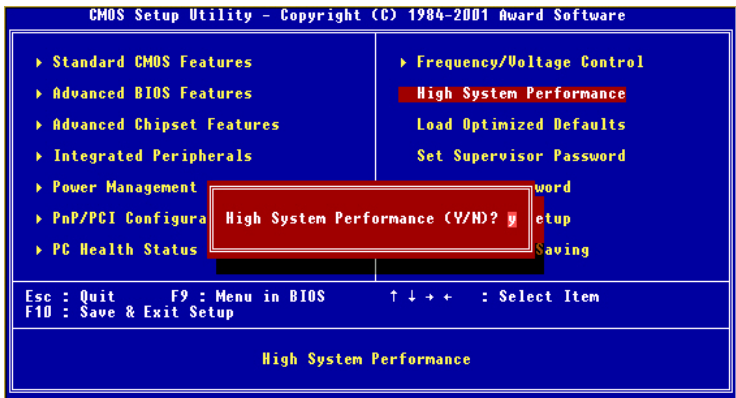 CMOS Setup Utility - Copyright (C) 1984-2001 Award Software
Standard CMOS Features
Advanced BIOS Features
Advanced Chipset Features
Integrated Peripherals
Power Management
PnP/PCI Configura
PC Health Status
Frequency/Voltage Control
High System Performance
Load Optimized Defaults
Set Supervisor Password
word
etup
Saving
High System Performance (Y/N)? y
Esc : Quit F9 : Menu in BIOS ↑ ↓ → ← : Select Item
F10 : Save & Exit Setup
High System Performance